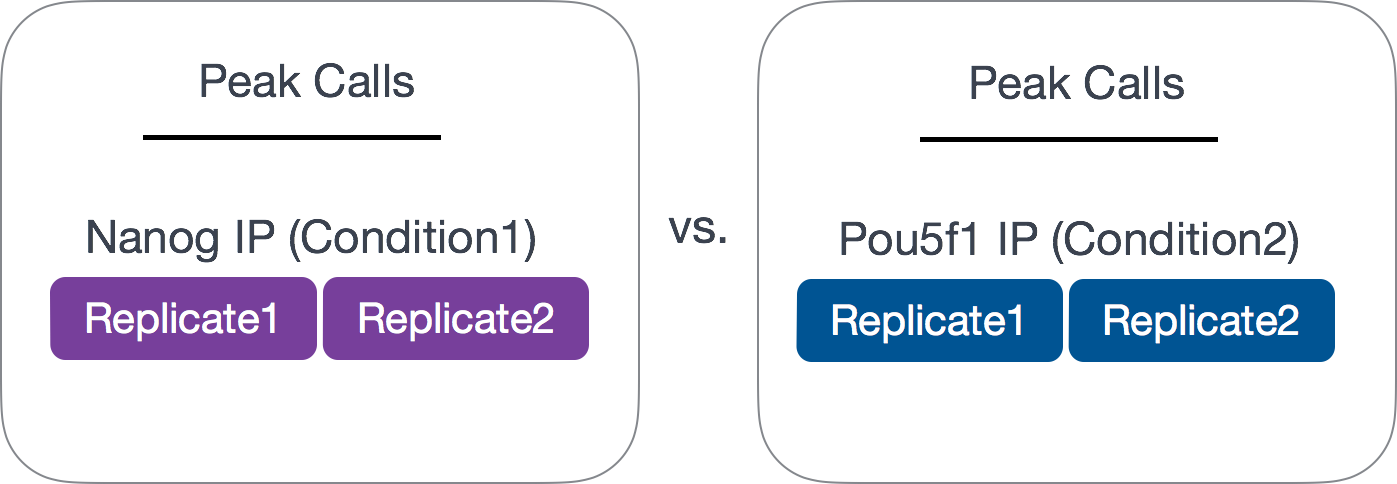 Peak Calls
Nanog IP (Condition1)
Replicate1 Replicate2
vs.
Peak Calls
Pou5f1 IP (Condition2)
Replicate1 Replicate2